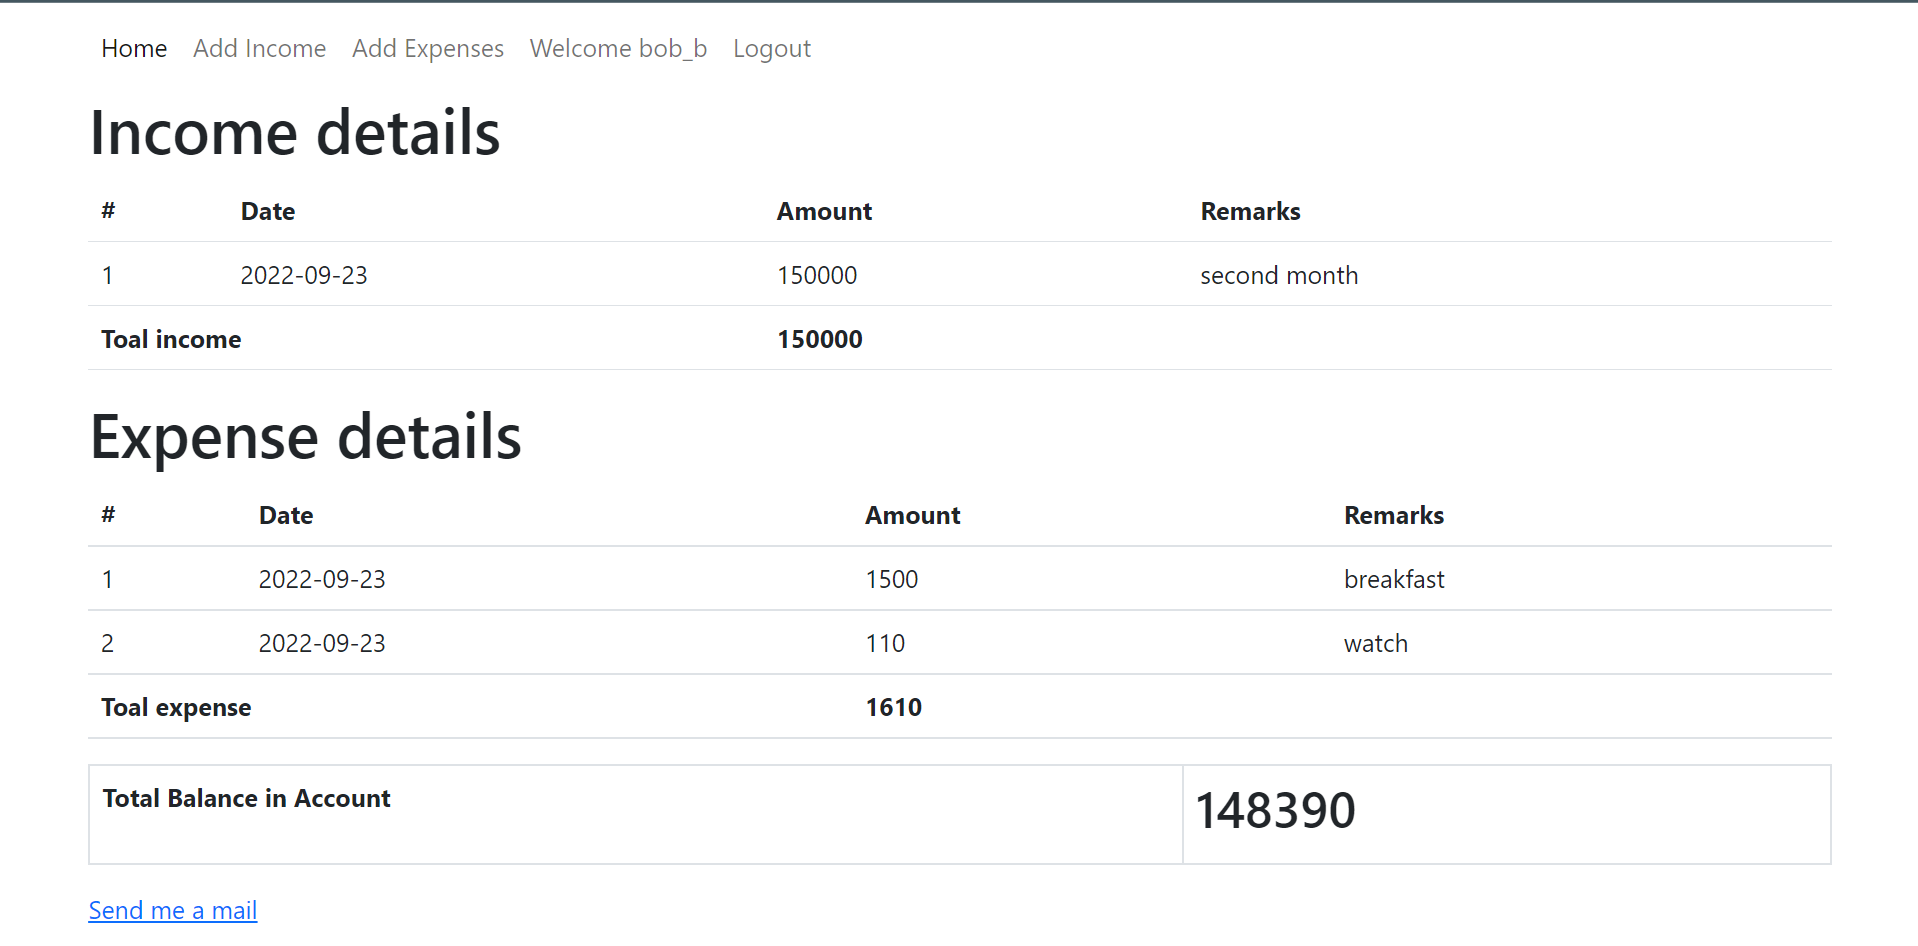 Home Add Income Add Expenses Welcome bob_b Logout
Income details
# Date Amount Remarks
1 2022-09-23 150000 second month
Toal income 150000
Expense details
# Date Amount Remarks
1 2022-09-23 1500 breakfast
2 2022-09-23 110 watch
Toal expense 1610
Total Balance in Account 148390
Send me a mail